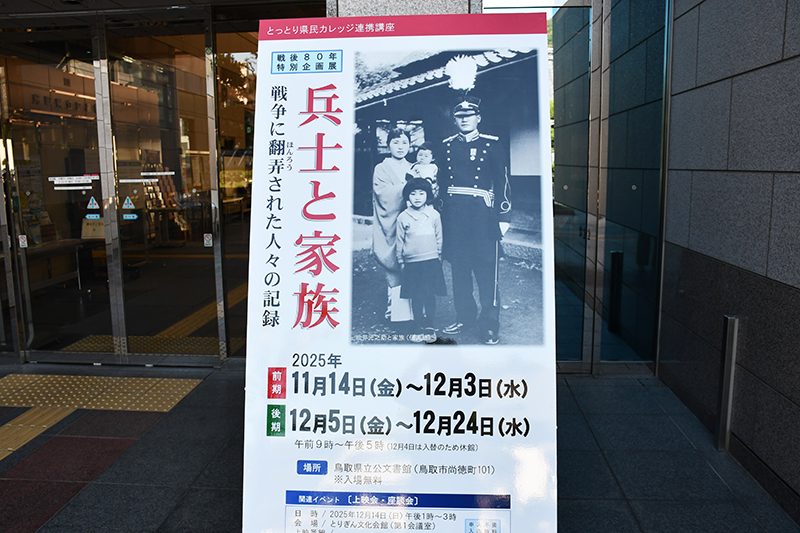 とっとり県民カレッジ連携講座
戦後80年
特別企画展
兵士と家族
ほんろう
戦争に翻弄された人々の記録
2025年
前期 11月14日(金)～12月3日(水)
後期 12月5日(金)～12月24日(水)
午前9時～午後5時(12月4日は入替のため休館)
場所 鳥取県立公文書館(鳥取市尚徳町101)
※入場無料
関連イベント [上映会・座談会]
日時/2025年12月14日(日)午後1時～3時
会場/とりぎん文化会館(第1会議室)